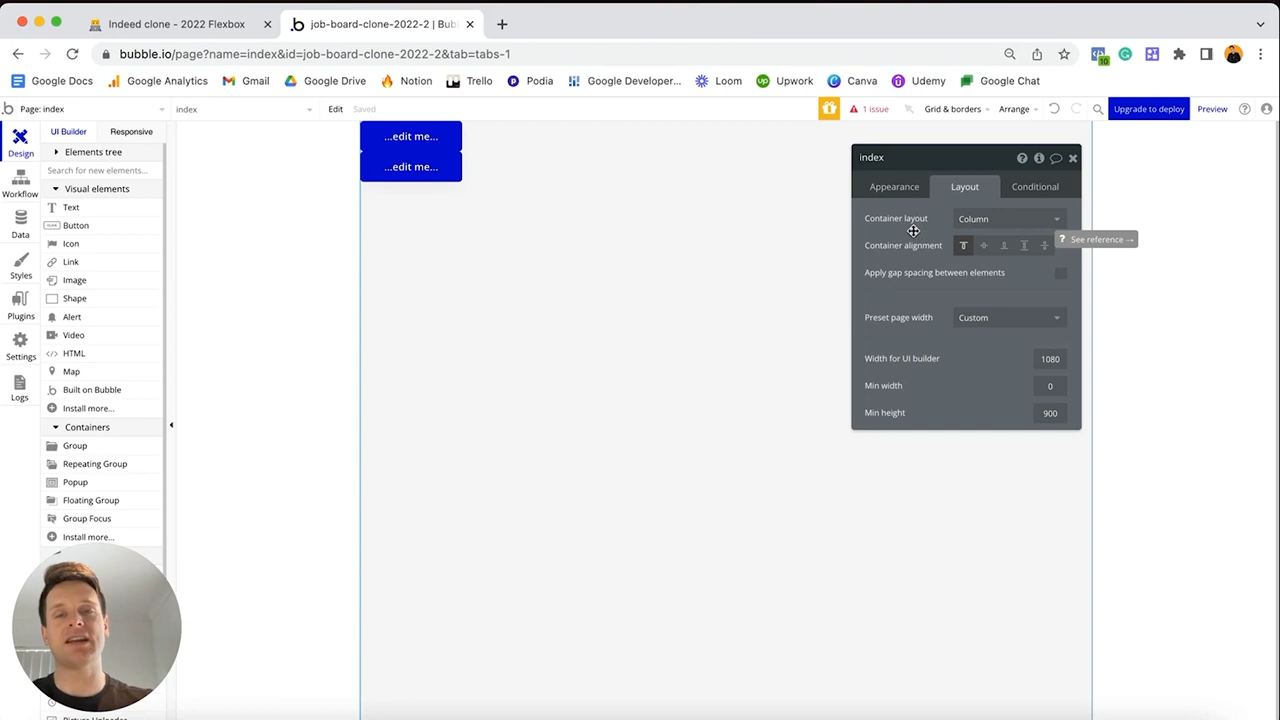 Indeed clone - 2022 Flexbox
job-board-clone-2022-2 | Bubl
bubble.io/page?name=index&id=job-board-clone-2022-2&tab=tabs-1
10
Google Docs
Google Analytics
Gmail
Google Drive
Notion
Trello
Podia
Google Developer...
Loom
Upwork
Canva
Udemy
Google Chat
Page: index
index
Edit
Saved
1 issue
Grid & borders
Arrange
Upgrade to deploy
Preview
Design
Workflow
Data
Styles
Plugins
Settings
Logs
UI Builder
Responsive
Elements tree
Search for new elements...
Visual elements
Text
Button
Icon
Link
Image
Shape
Alert
Video
HTML
Map
Built on Bubble
Install more...
Containers
Group
Repeating Group
Popup
Floating Group
Group Focus
Install more...
...edit me...
...edit me...
index
Appearance
Layout
Conditional
Container layout
Column
See reference →
Container alignment
Apply gap spacing between elements
Preset page width
Custom
Width for UI builder
1080
Min width
0
Min height
900